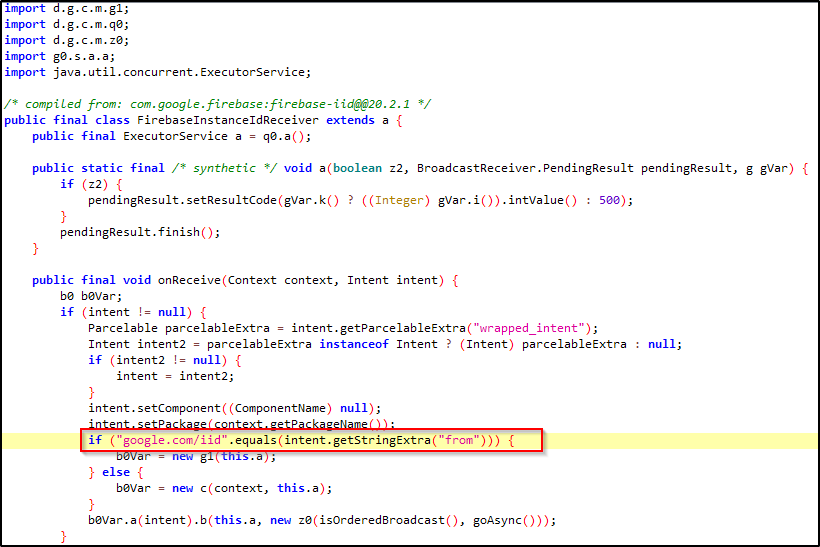 import d.g.c.m.g1;
import d.g.c.m.q0;
import d.g.c.m.z0;
import g0.s.a.a;
import java.util.concurrent.ExecutorService;
/* compiled from: com.google.firebase:firebase-iid@@20.2.1 */
public final class FirebaseInstanceIdReceiver extends a {
    public final ExecutorService a = q0.a();
    public static final /* synthetic */ void a(boolean z2, BroadcastReceiver.PendingResult pendingResult, g gVar) {
        if (z2) {
            pendingResult.setResultCode(gVar.k() ? ((Integer) gVar.i()).intValue() : 500);
        }
        pendingResult.finish();
    }
    public final void onReceive(Context context, Intent intent) {
        b0 b0Var;
        if (intent != null) {
            Parcelable parcelableExtra = intent.getParcelableExtra("wrapped_intent");
            Intent intent2 = parcelableExtra instanceof Intent ? (Intent) parcelableExtra : null;
            if (intent2 != null) {
                intent = intent2;
            }
            intent.setComponent((ComponentName) null);
            intent.setPackage(context.getPackageName());
            if ("google.com/iid".equals(intent.getStringExtra("from"))) {
                b0Var = new g1(this.a);
            } else {
                b0Var = new c(context, this.a);
            }
            b0Var.a(intent).b(this.a, new z0(isOrderedBroadcast(), goAsync()));
        }